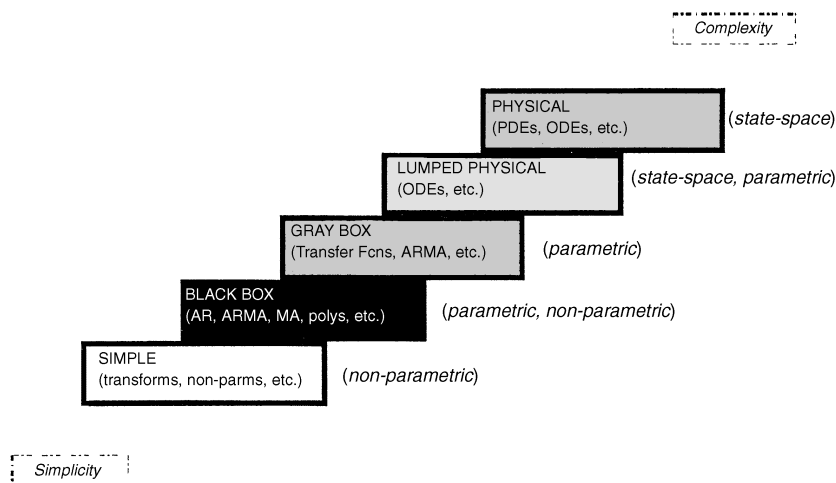 Complexity
PHYSICAL
(PDEs, ODEs, etc.)
(state-space)
LUMPED PHYSICAL
(ODEs, etc.)
(state-space, parametric)
GRAY BOX
(Transfer Fcns, ARMA, etc.)
(parametric)
BLACK BOX
(AR, ARMA, MA, polys, etc.)
(parametric, non-parametric)
SIMPLE
(transforms, non-parms, etc.)
(non-parametric)
Simplicity